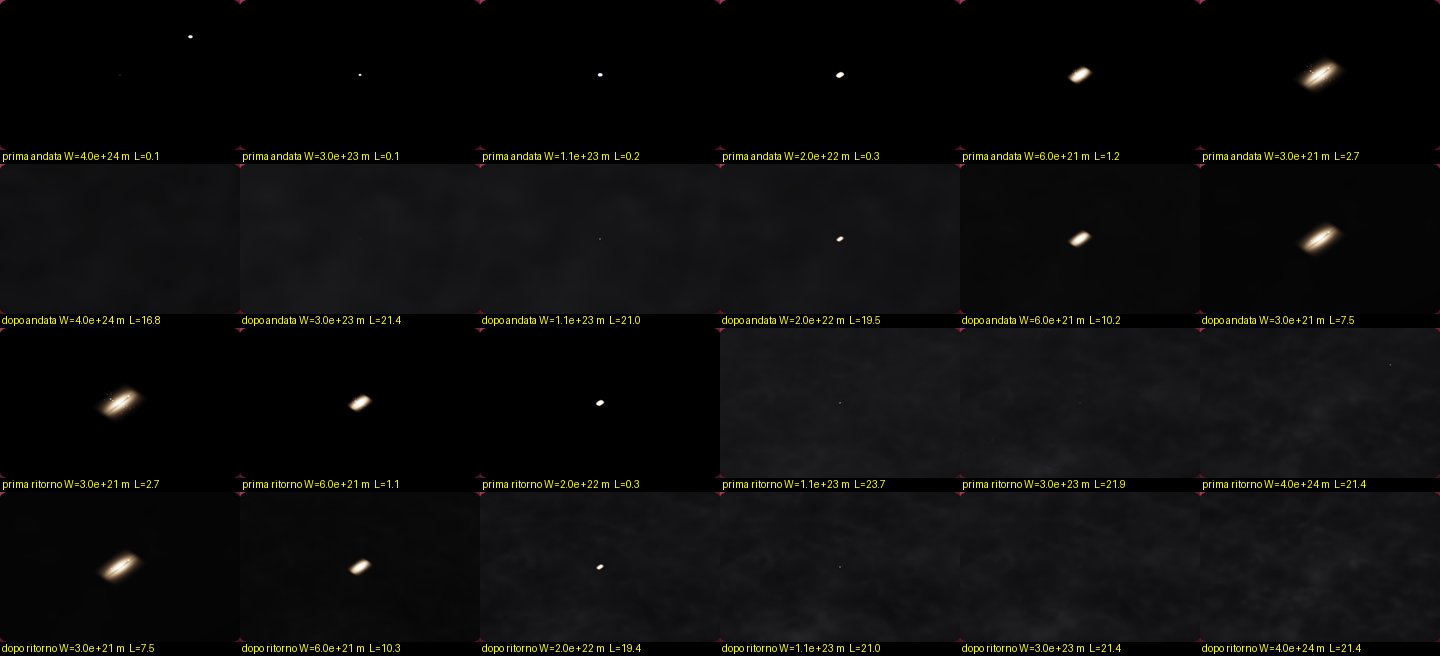 prima andata W=4.0e+24 m L=0.1
prima andata W=3.0e+23 m L=0.1
prima andata W=1.1e+23 m L=0.2
prima andata W=2.0e+22 m L=0.3
prima andata W=6.0e+21 m L=1.2
prima andata W=3.0e+21 m L=2.7
dopo andata W=4.0e+24 m L=16.8
dopo andata W=3.0e+23 m L=21.4
dopo andata W=1.1e+23 m L=21.0
dopo andata W=2.0e+22 m L=19.5
dopo andata W=6.0e+21 m L=10.2
dopo andata W=3.0e+21 m L=7.5
prima ritorno W=3.0e+21 m L=2.7
prima ritorno W=6.0e+21 m L=1.1
prima ritorno W=2.0e+22 m L=0.3
prima ritorno W=1.1e+23 m L=23.7
prima ritorno W=3.0e+23 m L=21.9
prima ritorno W=4.0e+24 m L=21.4
dopo ritorno W=3.0e+21 m L=7.5
dopo ritorno W=6.0e+21 m L=10.3
dopo ritorno W=2.0e+22 m L=19.4
dopo ritorno W=1.1e+23 m L=21.0
dopo ritorno W=3.0e+23 m L=21.4
dopo ritorno W=4.0e+24 m L=21.4